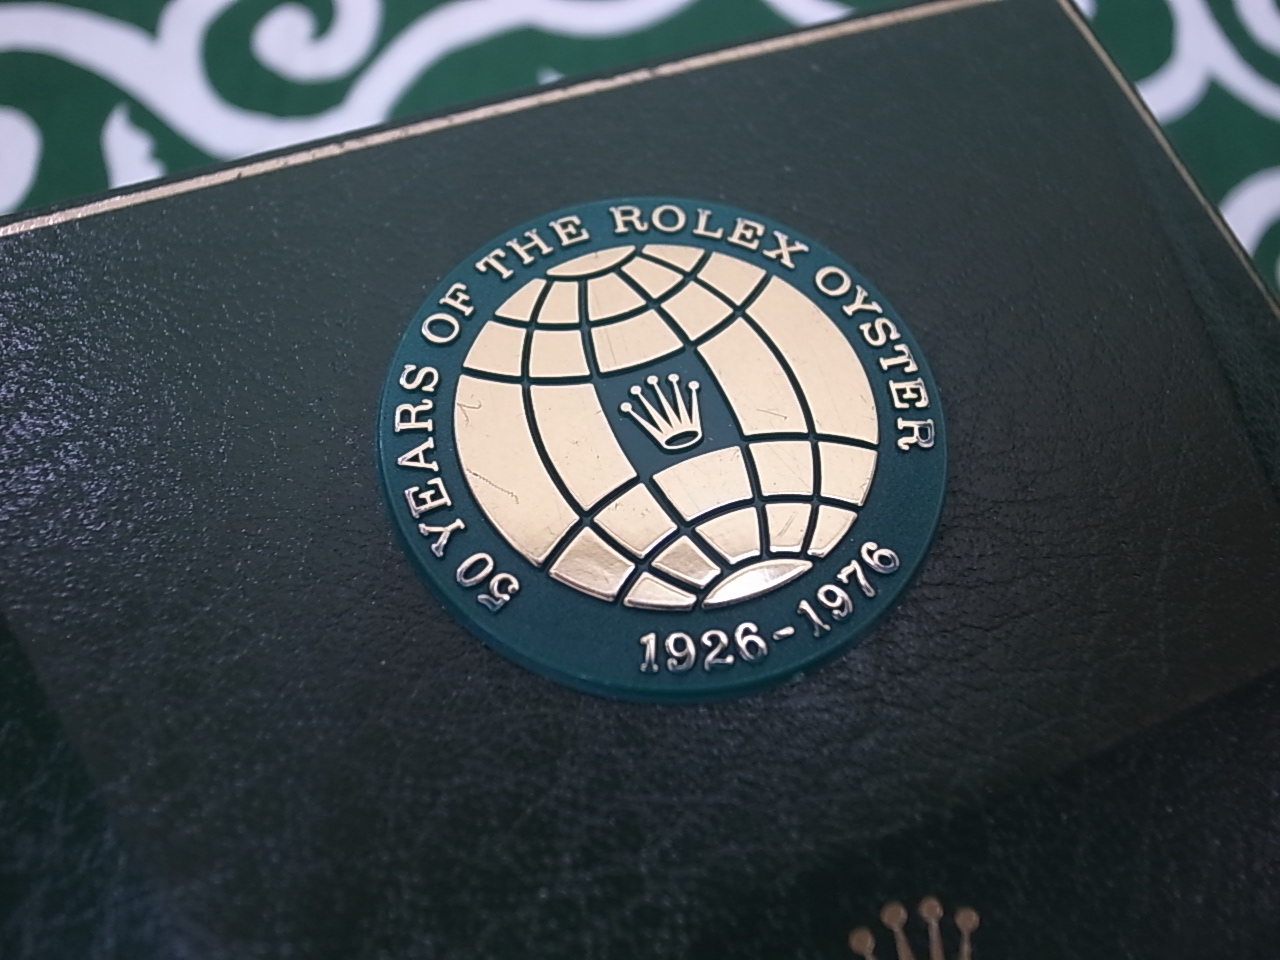 50 YEARS OF THE ROLEX OYSTER
1926-1976